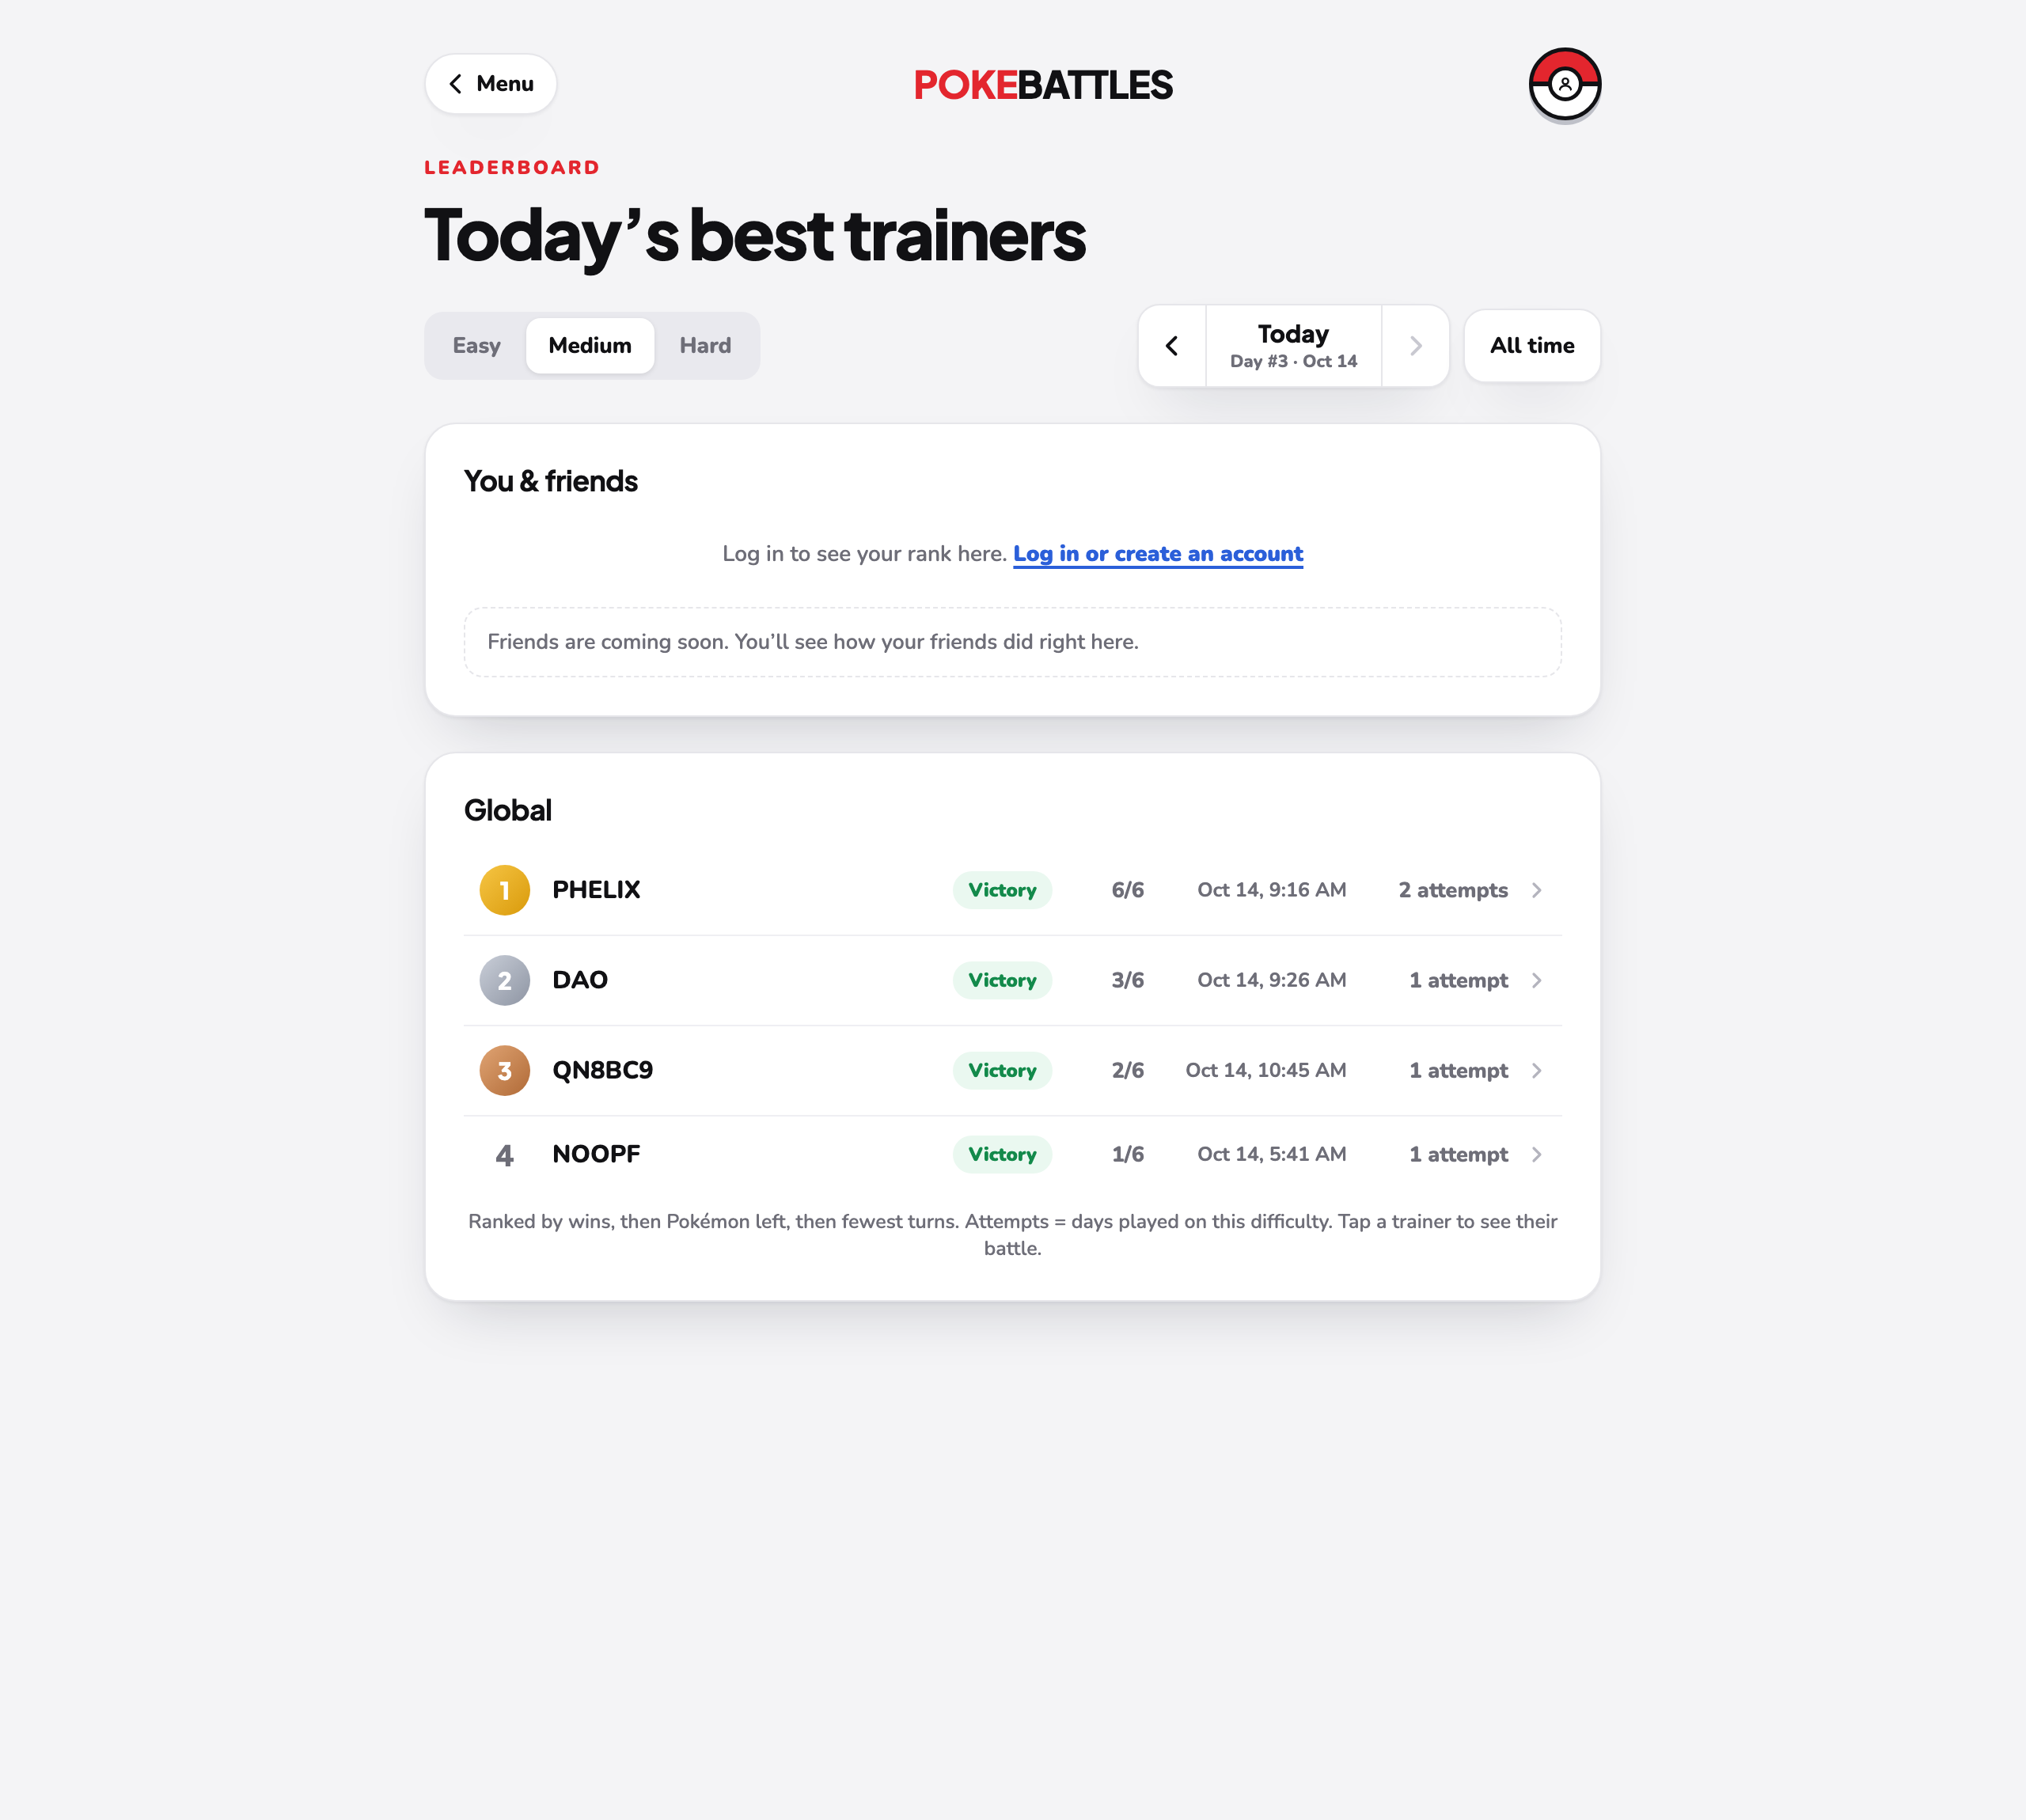 Menu
POKEBATTLES
LEADERBOARD
Today’s best trainers
Easy Medium Hard
Today
Day #3 · Oct 14
All time
You & friends
Log in to see your rank here. Log in or create an account
Friends are coming soon. You’ll see how your friends did right here.
Global
1 PHELIX Victory 6/6 Oct 14, 9:16 AM 2 attempts
2 DAO Victory 3/6 Oct 14, 9:26 AM 1 attempt
3 QN8BC9 Victory 2/6 Oct 14, 10:45 AM 1 attempt
4 NOOPF Victory 1/6 Oct 14, 5:41 AM 1 attempt
Ranked by wins, then Pokémon left, then fewest turns. Attempts = days played on this difficulty. Tap a trainer to see their
battle.